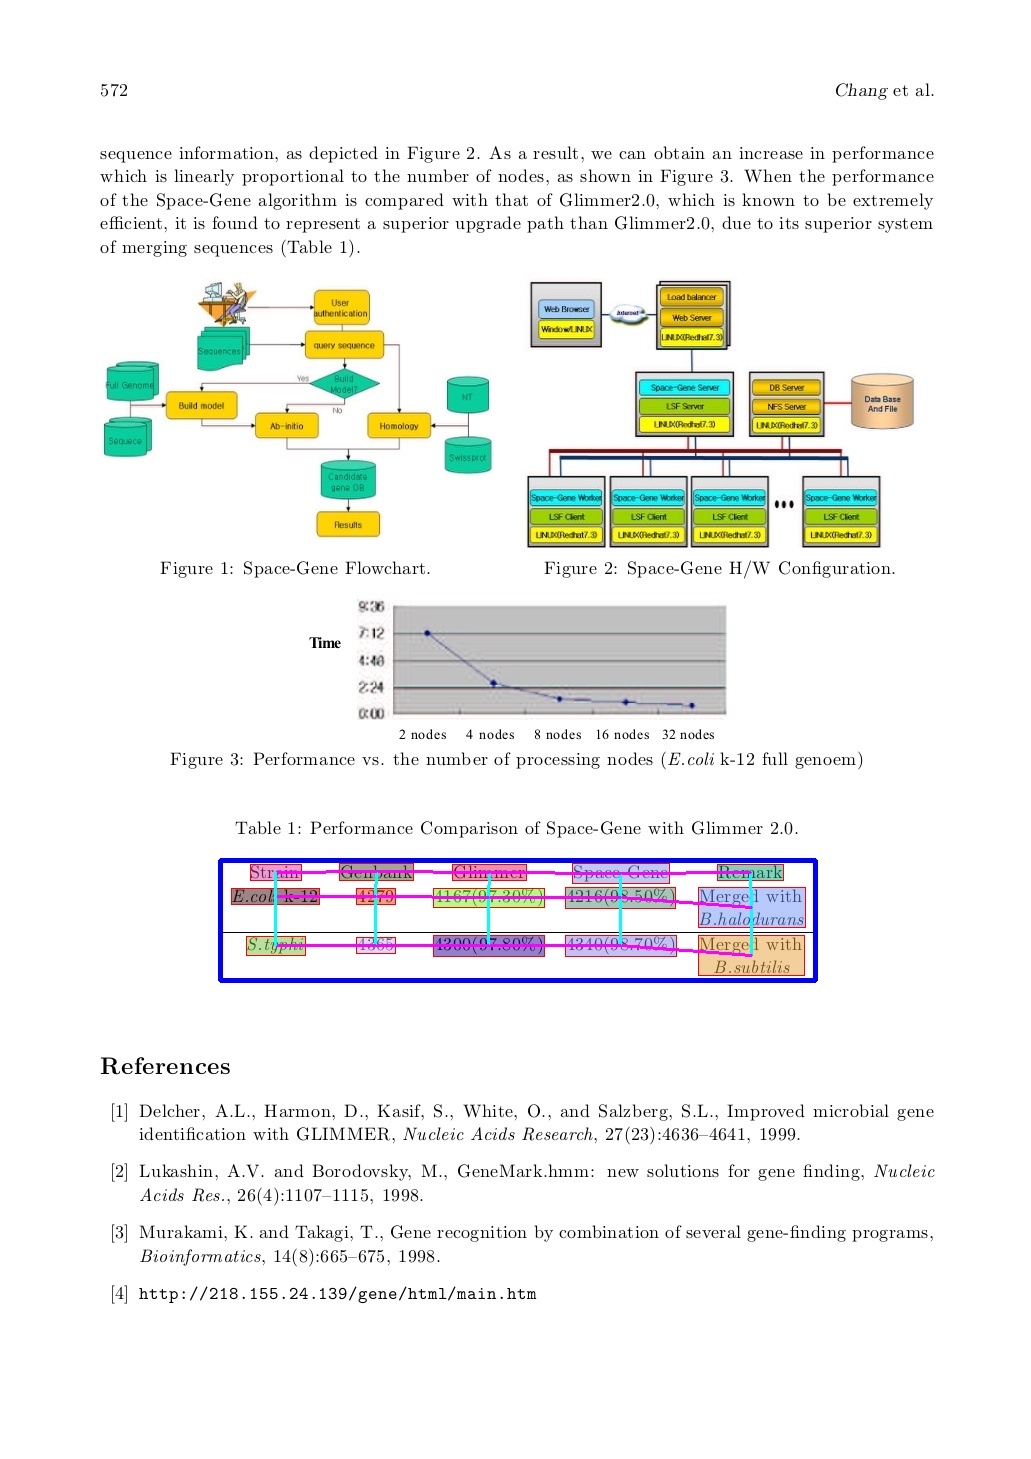 572
Chang et al.
sequence information, as depicted in Figure 2. As a result, we can obtain an increase in performance
which is linearly proportional to the number of nodes, as shown in Figure 3. When the performance
of the Space-Gene algorithm is compared with that of Glimmer2.0, which is known to be extremely
efficient, it is found to represent a superior upgrade path than Glimmer2.0, due to its superior system
of merging sequences (Table 1).
User
authentication
Sequences
query sequence
Full Genome
Yes
Build
Model?
Build model
No
NT
Sequece
Ab-initio
Homology
Swissprot
Candidate
gene DB
Results
Figure 1: Space-Gene Flowchart.
Web Browser
Window/LINUX
Internet
Load balancer
Web Server
LINUX(Redhat7.3)
Space-Gene Server
LSF Server
LINUX(Redhat7.3)
DB Server
NFS Server
LINUX(Redhat7.3)
Data Base
And File
Space-Gene Worker
LSF Client
LINUX(Redhat7.3)
Space-Gene Worker
LSF Client
LINUX(Redhat7.3)
Space-Gene Worker
LSF Client
LINUX(Redhat7.3)
Space-Gene Worker
LSF Client
LINUX(Redhat7.3)
Figure 2: Space-Gene H/W Configuration.
Time
9:36
7:12
4:48
2:24
0:00
2 nodes 4 nodes 8 nodes 16 nodes 32 nodes
Figure 3: Performance vs. the number of processing nodes (E.coli k-12 full genoem)
Table 1: Performance Comparison of Space-Gene with Glimmer 2.0.
Strain Genbank Glimmer Space-Gene Remark
E.coli k-12 4279 4167(97.30%) 4216(98.50%) Merged with
B.halodurans
S.typhi 4365 4300(97.80%) 4340(98.70%) Merged with
B.subtilis
References
[1] Delcher, A.L., Harmon, D., Kasif, S., White, O., and Salzberg, S.L., Improved microbial gene
identification with GLIMMER, Nucleic Acids Research, 27(23):4636–4641, 1999.
[2] Lukashin, A.V. and Borodovsky, M., GeneMark.hmm: new solutions for gene finding, Nucleic
Acids Res., 26(4):1107–1115, 1998.
[3] Murakami, K. and Takagi, T., Gene recognition by combination of several gene-finding programs,
Bioinformatics, 14(8):665–675, 1998.
[4] http://218.155.24.139/gene/html/main.htm